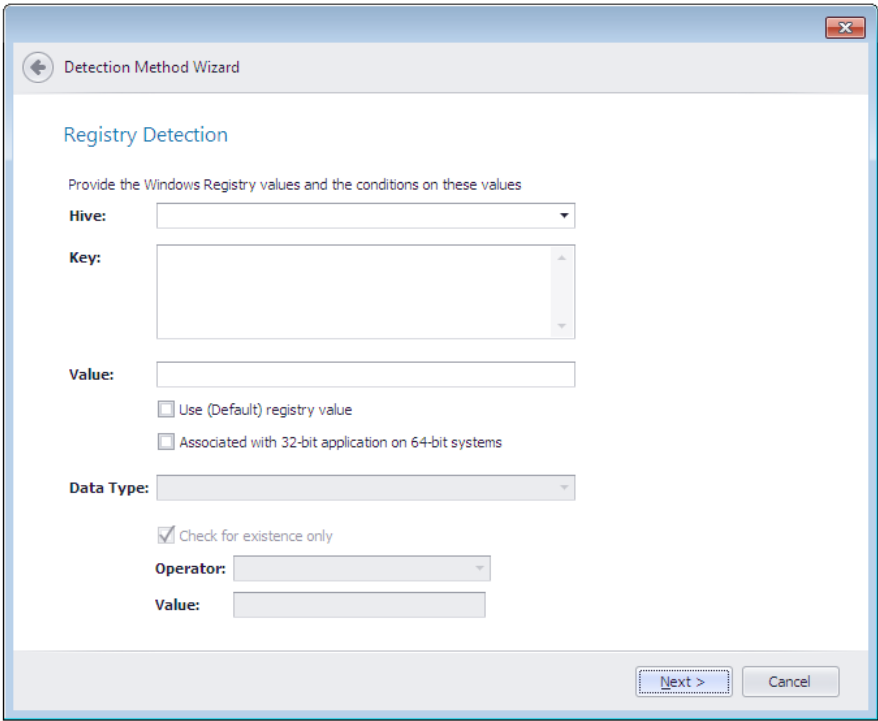 Detection Method Wizard
Registry Detection
Provide the Windows Registry values and the conditions on these values
Hive:
Key:
Value:
Use (Default) registry value
Associated with 32-bit application on 64-bit systems
Data Type:
Check for existence only
Operator:
Value:
Next > Cancel